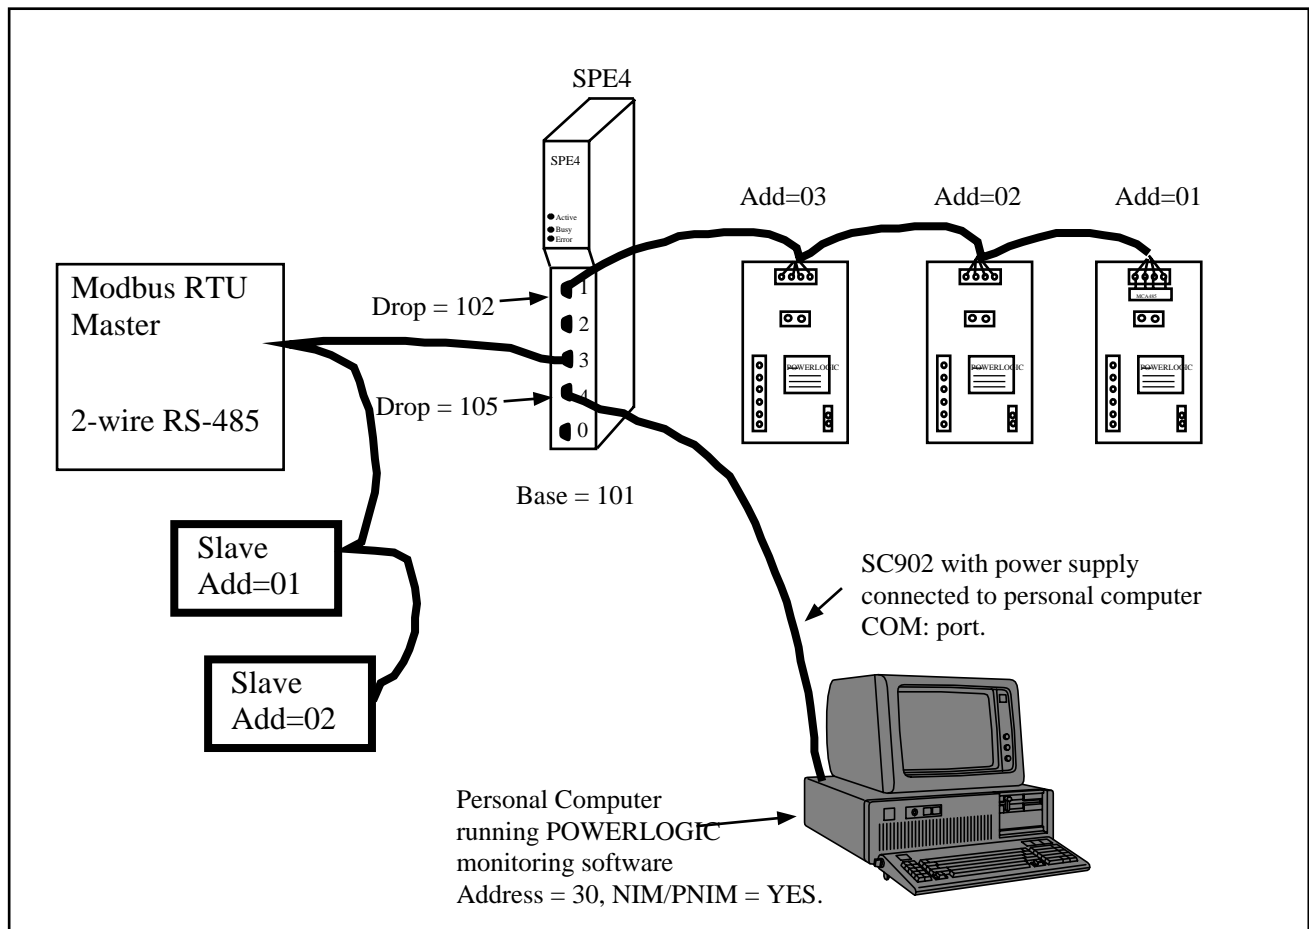 SPE4
SPE4
Active
Busy
Error
1
2
3
4
0
Drop = 102
Drop = 105
Base = 101
Add=03
Add=02
Add=01
MCA485
POWERLOGIC
POWERLOGIC
POWERLOGIC
Modbus RTU
Master
2-wire RS-485
Slave
Add=01
Slave
Add=02
SC902 with power supply
connected to personal computer
COM: port.
Personal Computer
running POWERLOGIC
monitoring software
Address = 30, NIM/PNIM = YES.